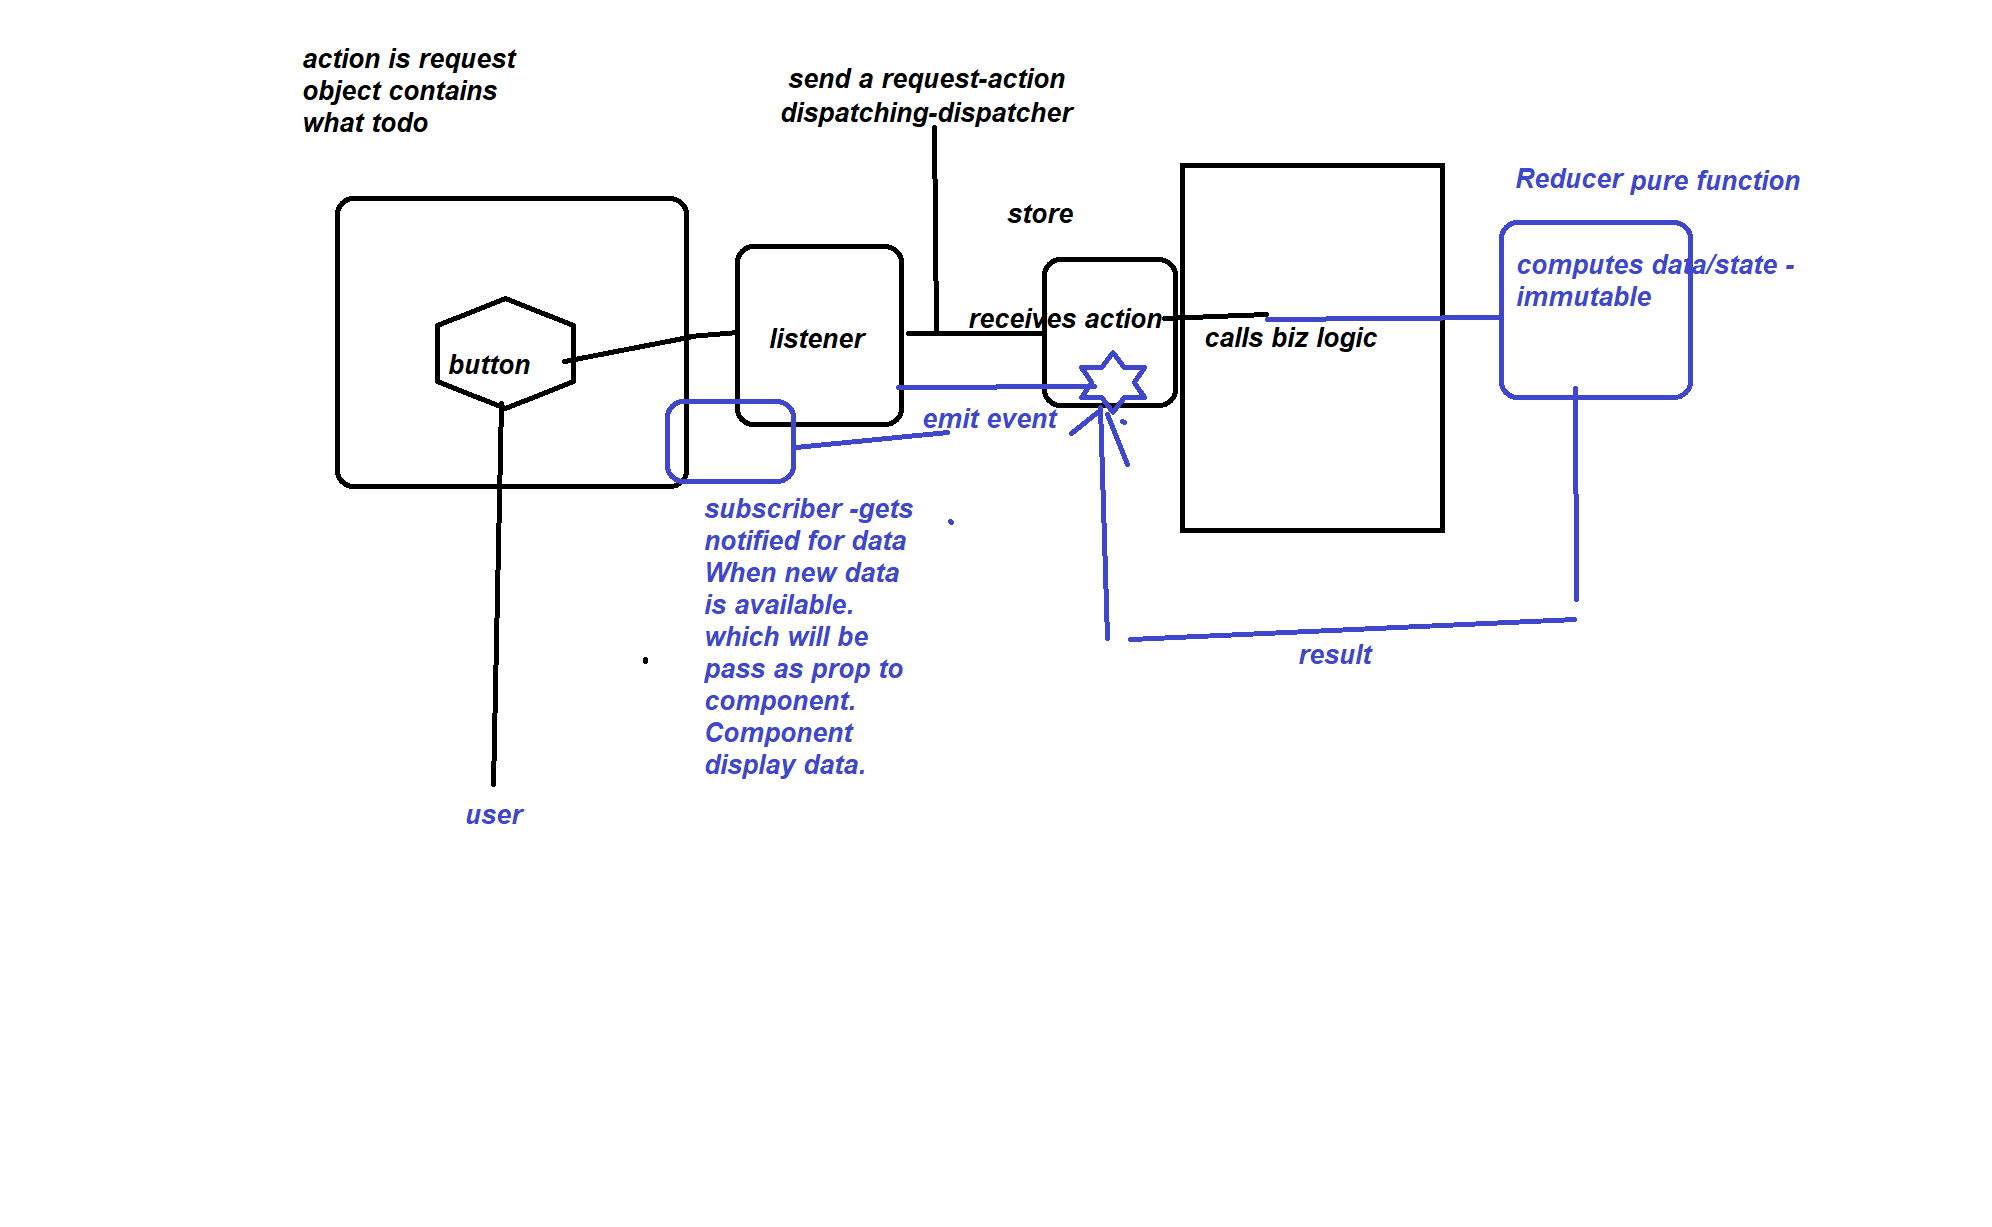 action is request
object contains
what todo
send a request-action
dispatching-dispatcher
Reducer pure function
store
computes data/state -
immutable
receives action
listener
calls biz logic
button
emit event
subscriber -gets
notified for data
When new data
is available.
which will be
pass as prop to
component.
Component
display data.
result
user